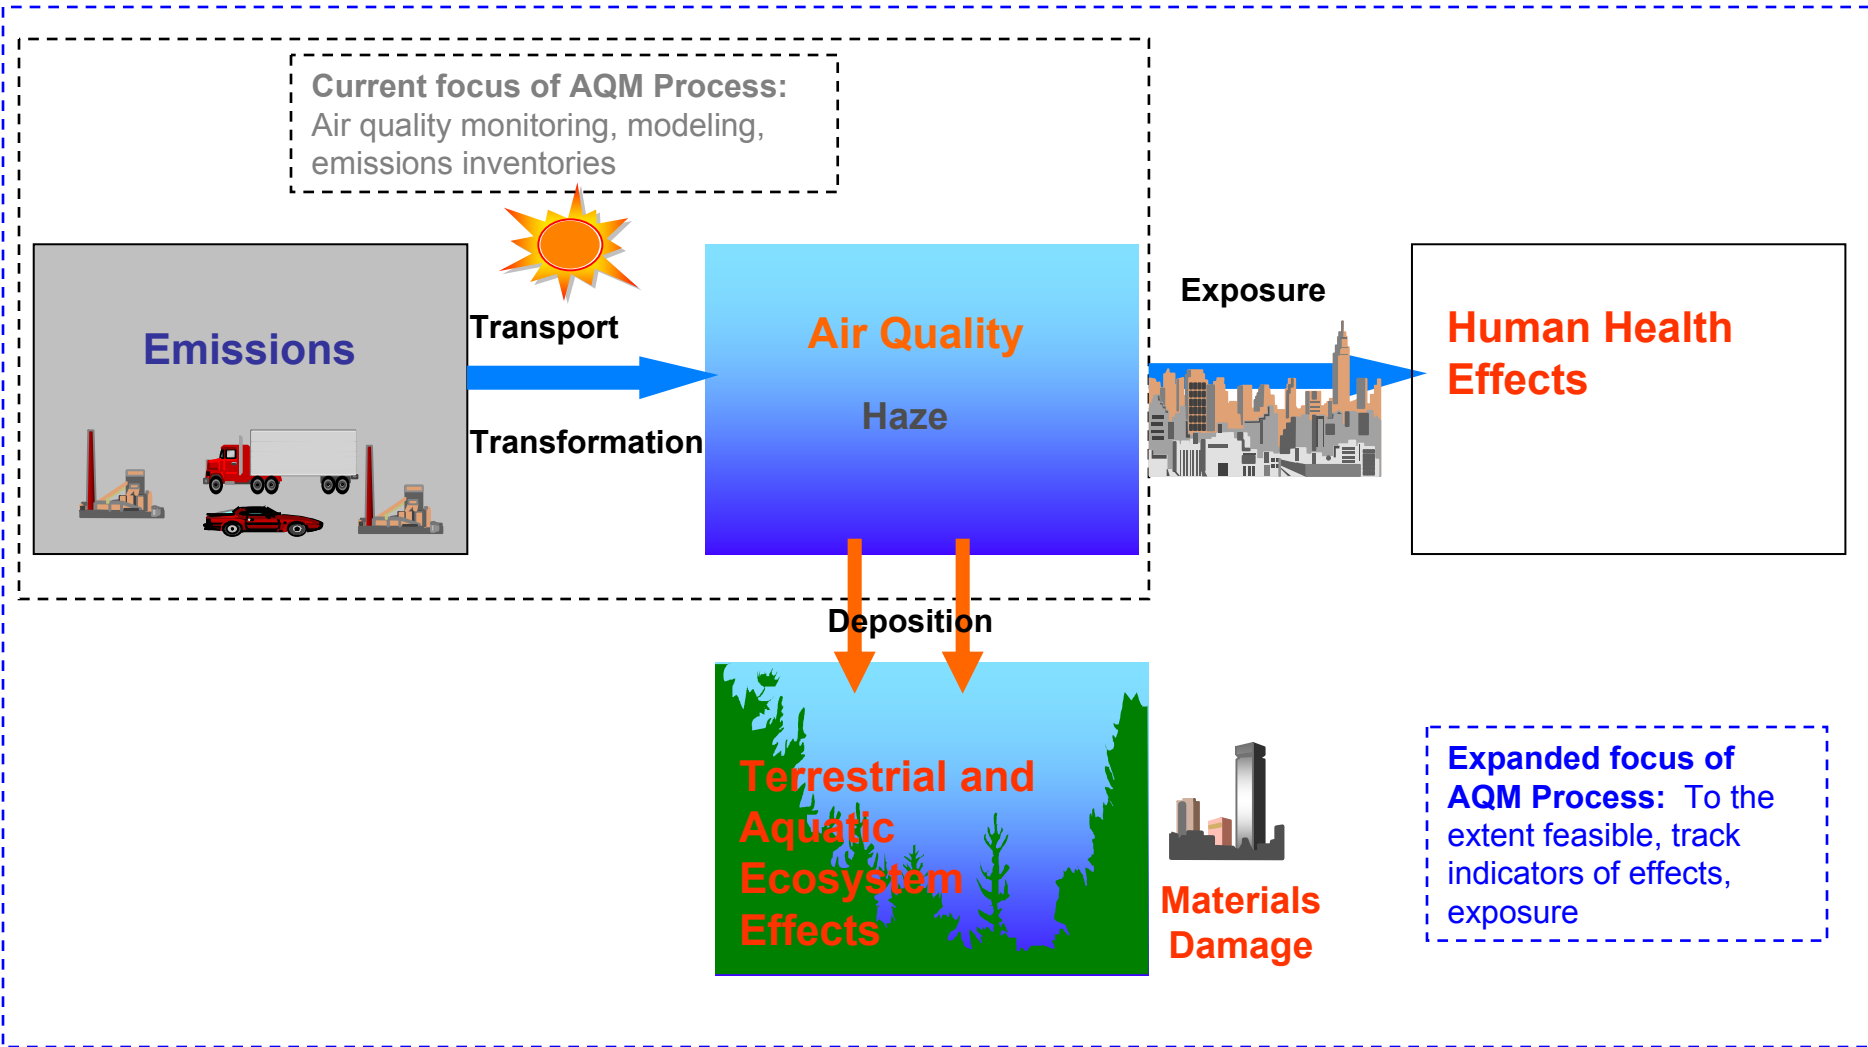 Current focus of AQM Process:
Air quality monitoring, modeling,
emissions inventories
Emissions
Transport
Transformation
Air Quality
Haze
Exposure
Human Health
Effects
Deposition
Terrestrial and
Aquatic
Ecosystem
Effects
Materials
Damage
Expanded focus of
AQM Process: To the
extent feasible, track
indicators of effects,
exposure